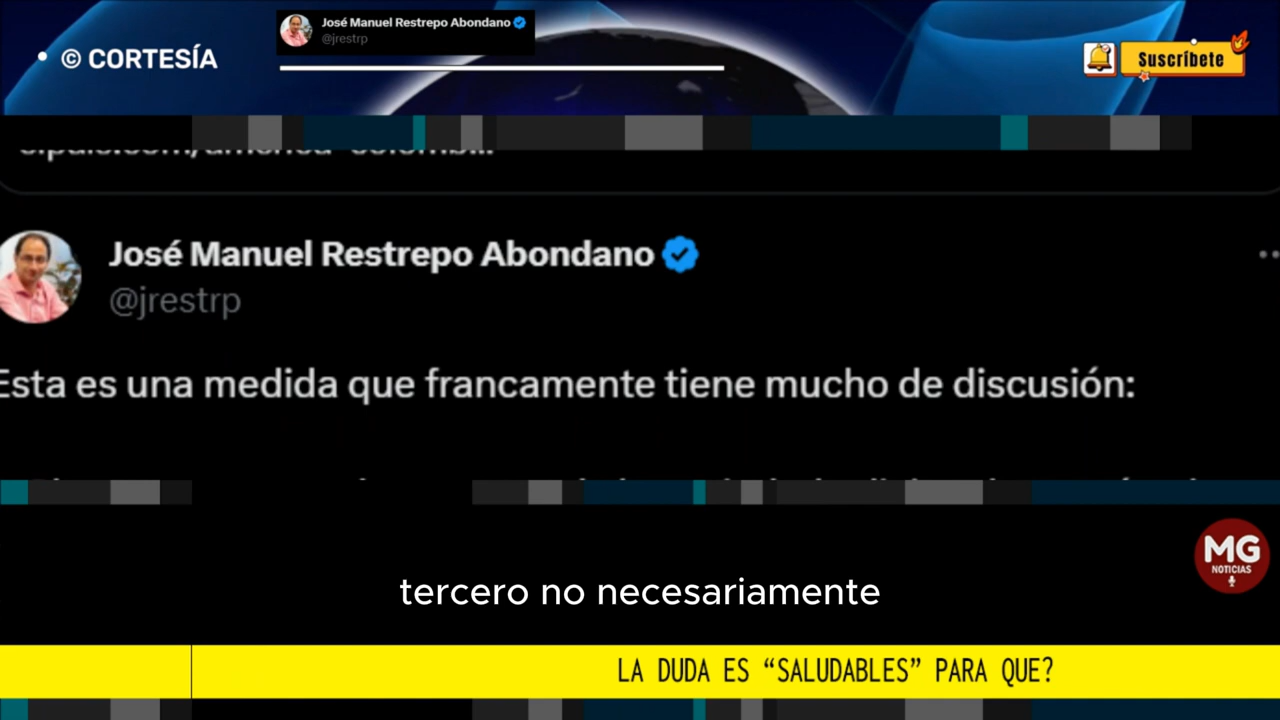 José Manuel Restrepo Abondano
@jrestrp
© CORTESÍA
Suscríbete
José Manuel Restrepo Abondano
@jrestrp
Esta es una medida que francamente tiene mucho de discusión:
MG
NOTICIAS
tercero no necesariamente
LA DUDA ES “SALUDABLES” PARA QUE?